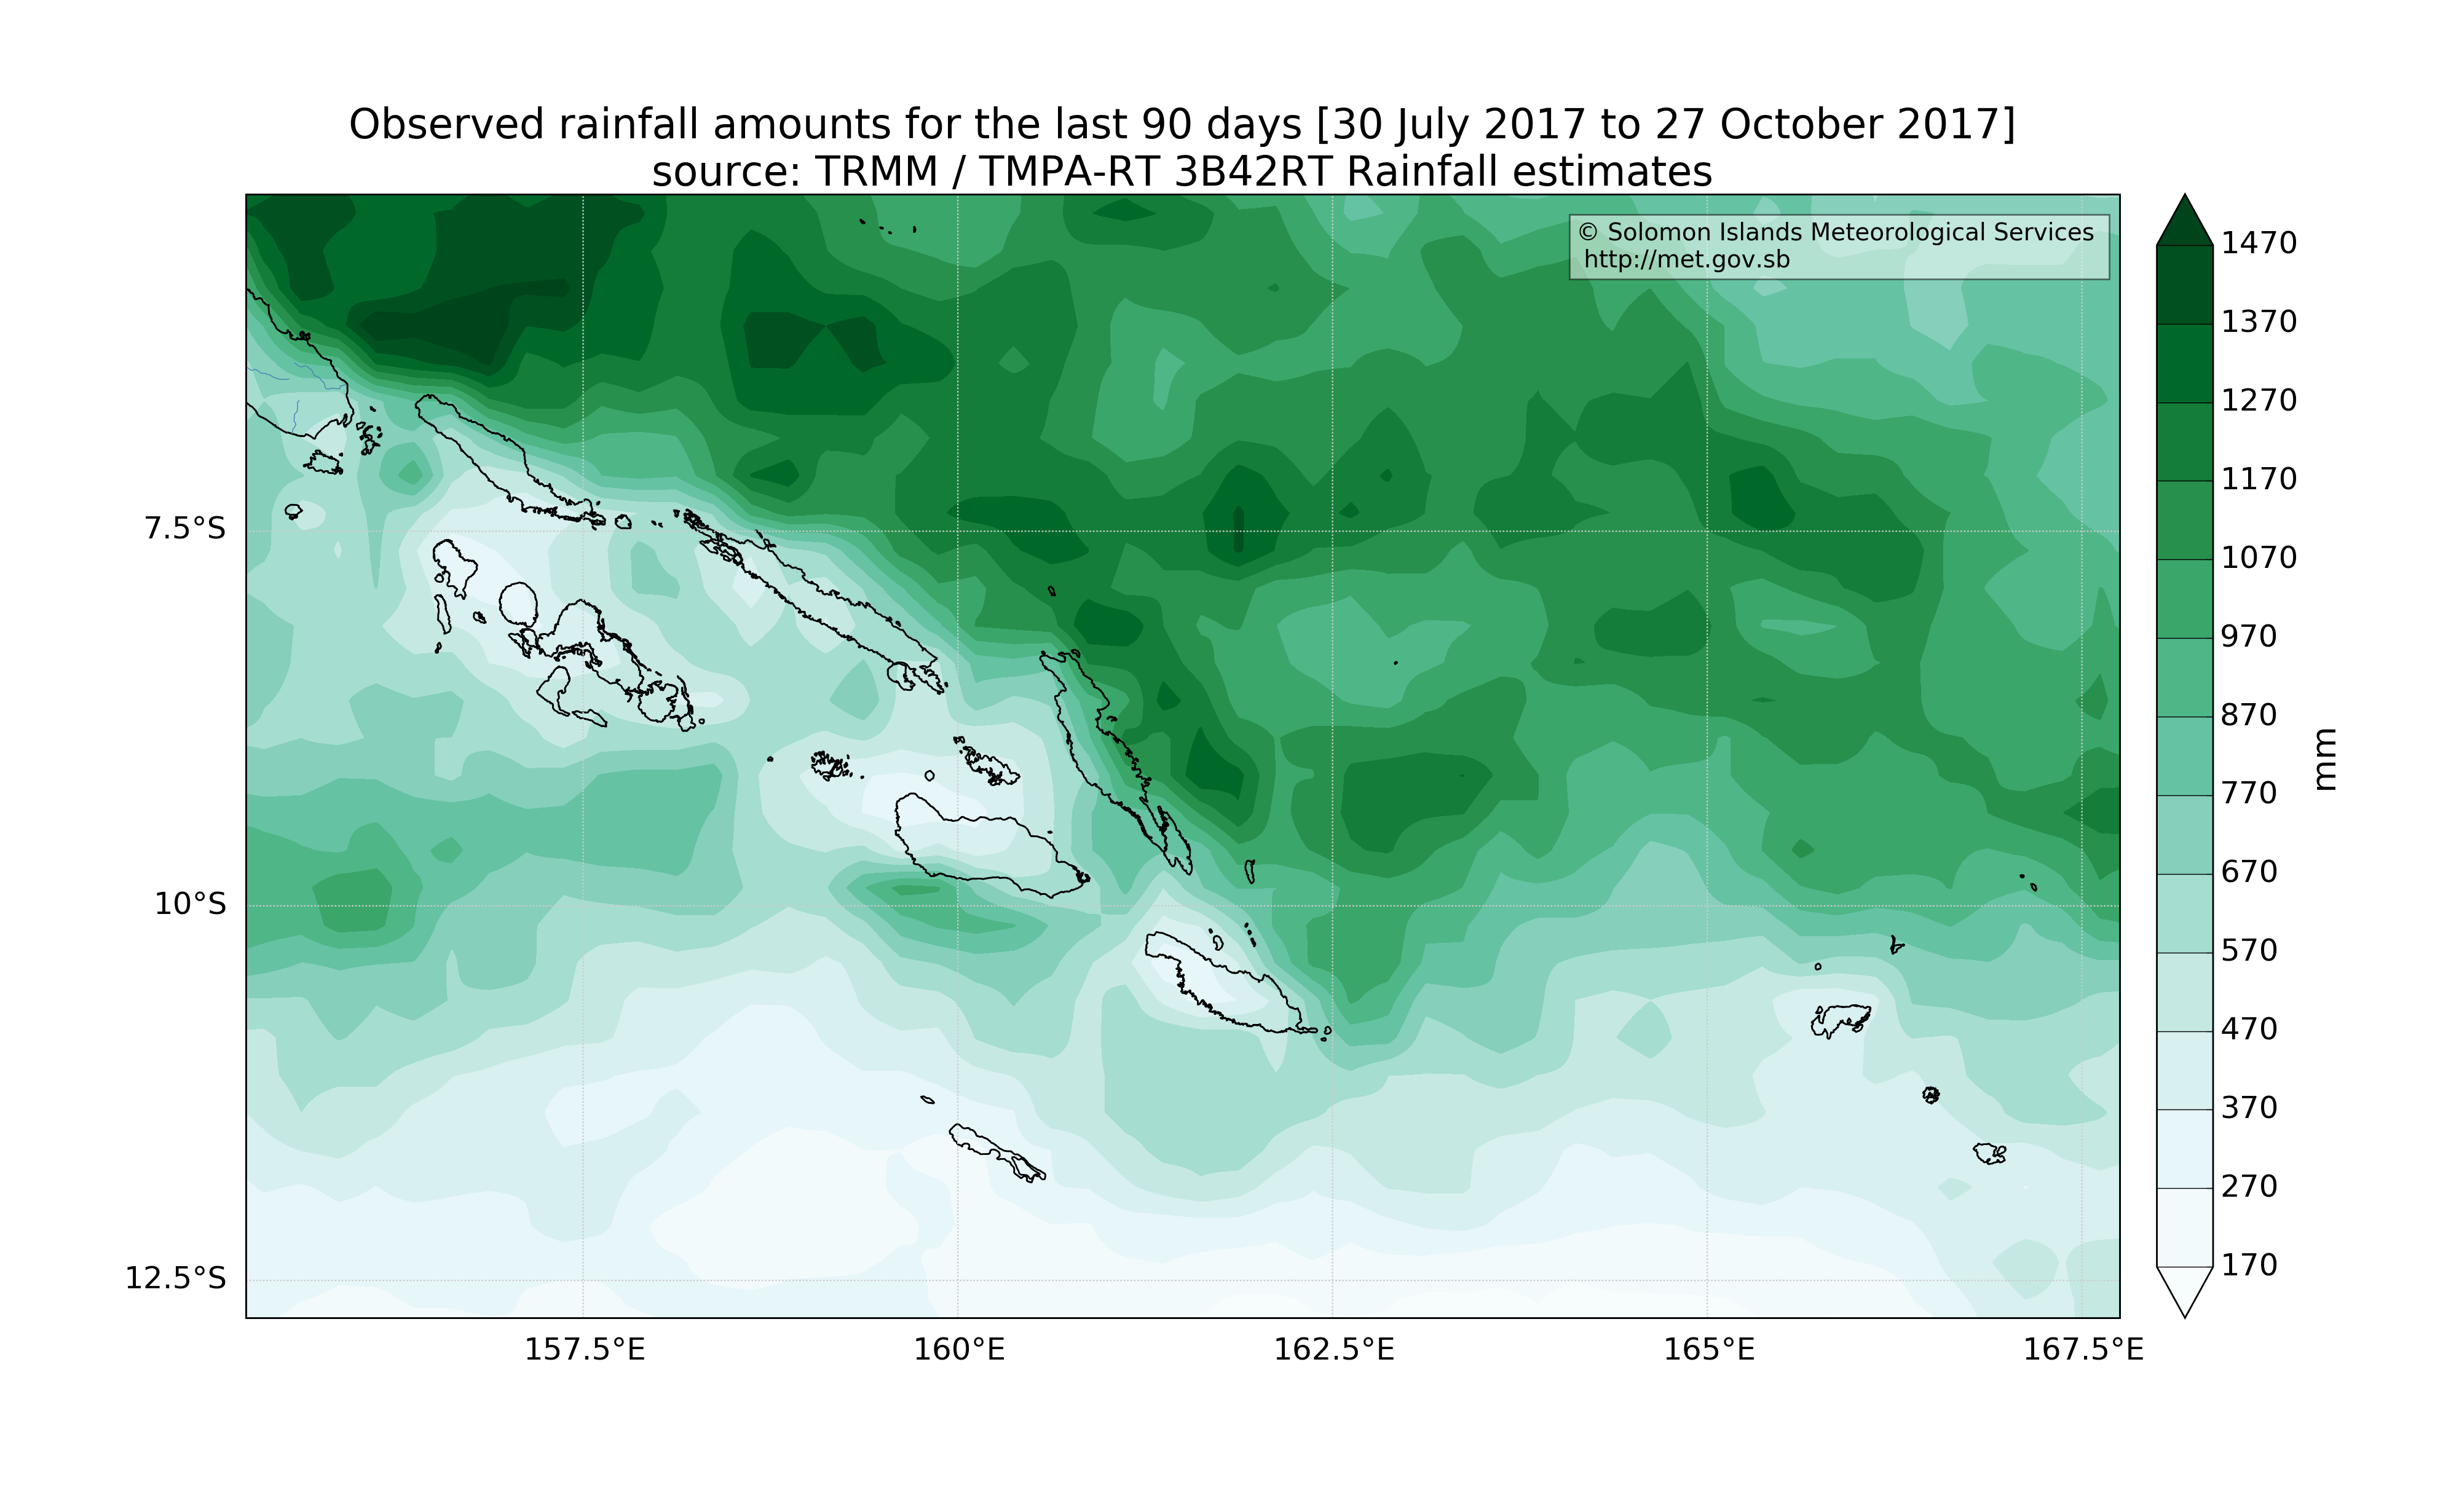 Observed rainfall amounts for the last 90 days [30 July 2017 to 27 October 2017]
source: TRMM / TMPA-RT 3B42RT Rainfall estimates
© Solomon Islands Meteorological Services
http://met.gov.sb
7.5°S
10°S
12.5°S
157.5°E
160°E
162.5°E
165°E
167.5°E
1470
1370
1270
1170
1070
970
870
770
670
570
470
370
270
170
mm